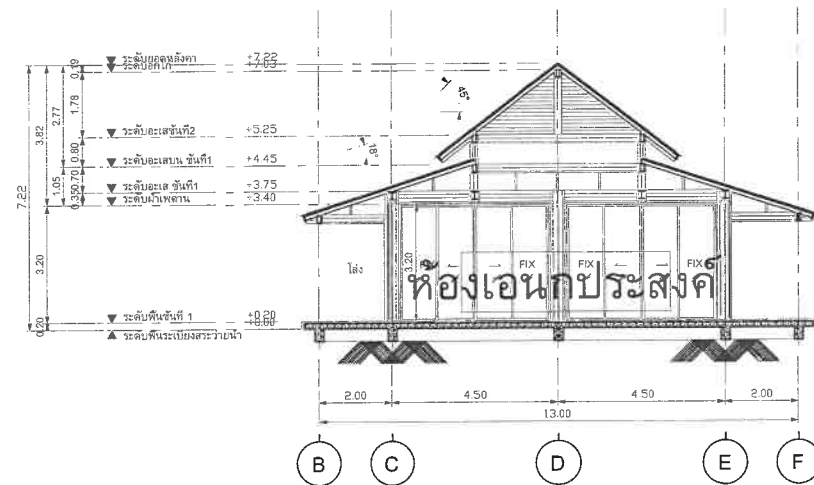 ระดับยอดหลังคา +7.22
ระดับอกไก่ +7.03
ระดับอะเสชั้นที่2 +5.25
ระดับอะเสบน ชั้นที่1 +4.45
ระดับอะเส ชั้นที่1 +3.75
ระดับฝ้าเพดาน +3.40
ระดับพื้นชั้นที่ 1 +0.20
ระดับพื้นระเบียงสระว่ายน้ำ
7.22
3.82
3.20
0.20
2.77
1.05
0.19
1.78
0.80
0.70
0.35
45°
18°
โล่ง
3.20
FIX
FIX
FIX
ห้องเอนกประสงค์
2.00
4.50
4.50
2.00
13.00
B
C
D
E
F